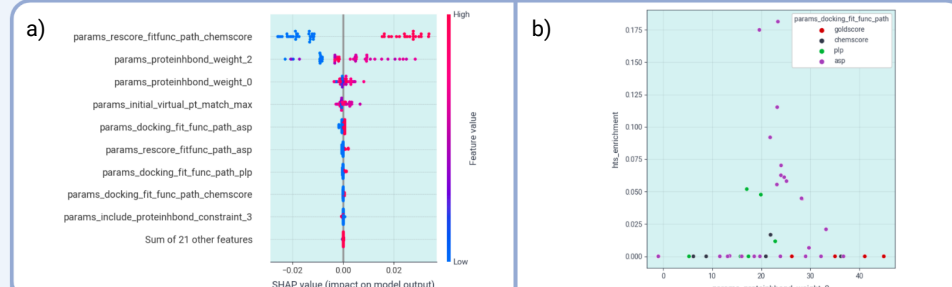 a)
params_rescore_fitfunc_path_chemscore
params_proteinhbond_weight_2
params_proteinhbond_weight_0
params_initial_virtual_pt_match_max
params_docking_fit_func_path_asp
params_rescore_fitfunc_path_asp
params_docking_fit_func_path_plp
params_docking_fit_func_path_chemscore
params_include_proteinhbond_constraint_3
Sum of 21 other features
−0.02 0.00 0.02
SHAP value (impact on model output)
High
Feature value
Low
b)
hts_enrichment
0.175
0.150
0.125
0.100
0.075
0.050
0.025
0.000
0 10 20 30 40
params_docking_fit_func_path
goldscore
chemscore
plp
asp